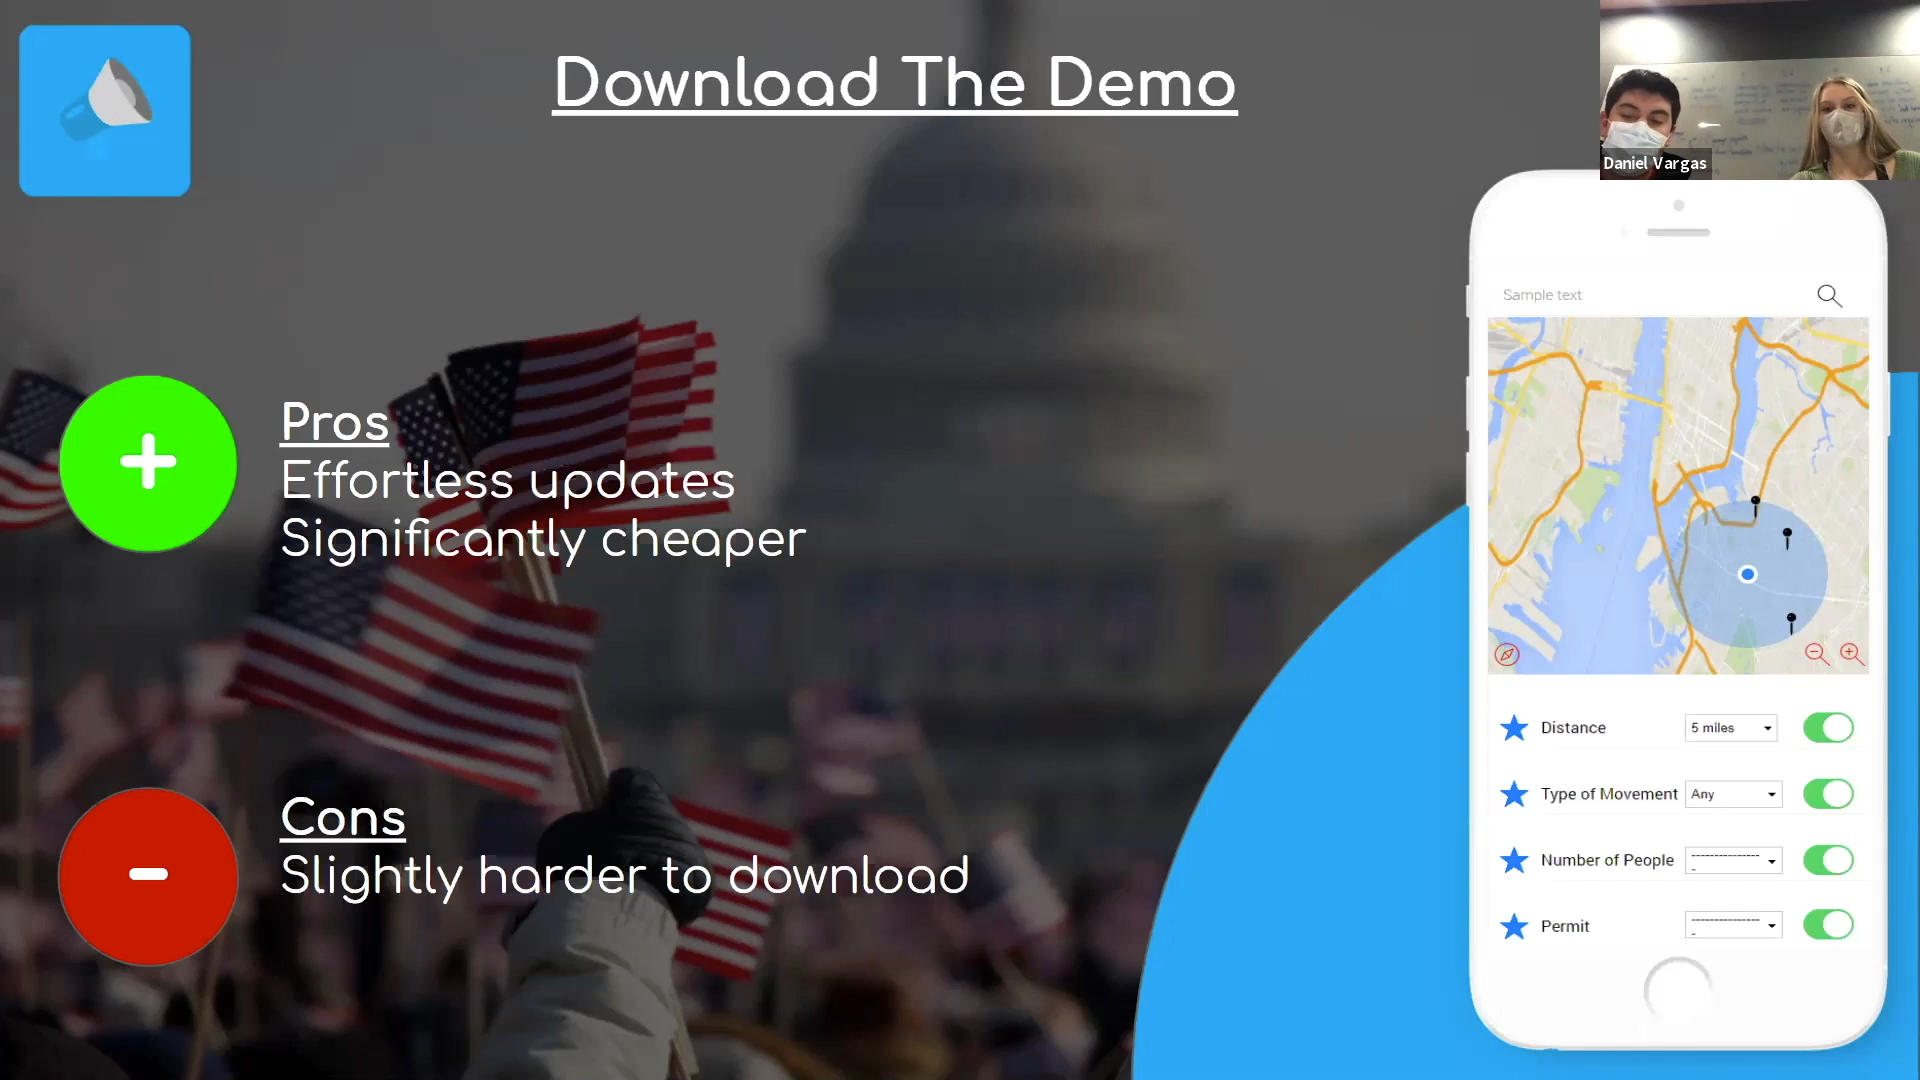 Download The Demo
Daniel Vargas
Pros
Effortless updates
Significantly cheaper
Cons
Slightly harder to download
Sample text
Distance
5 miles
Type of Movement
Any
Number of People
Permit